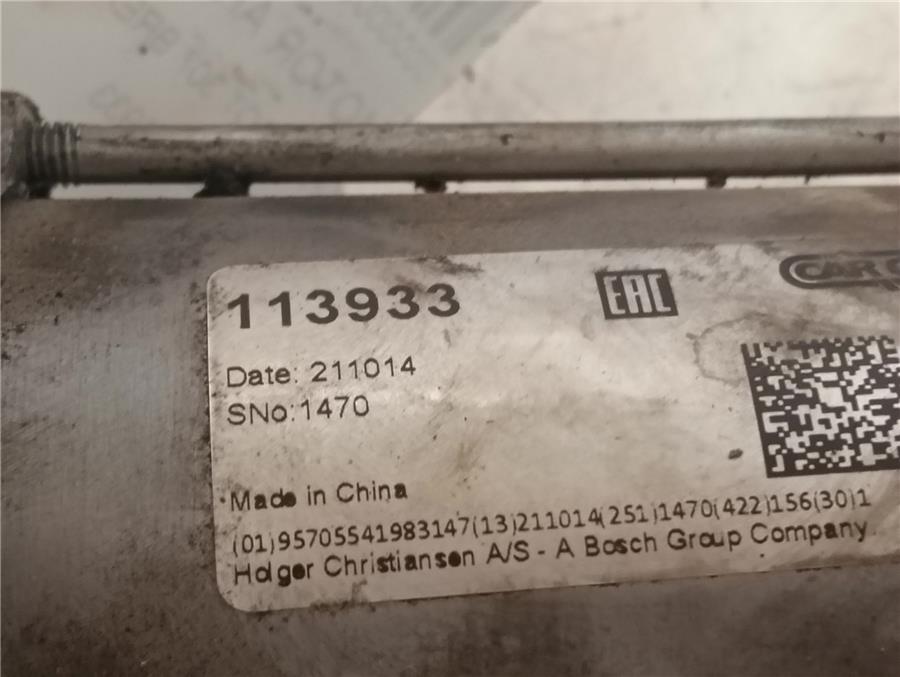 113933
EAC
CAR
Date: 211014
SNo:1470
Made in China
(01)95705541983147(13)211014(251)1470(422)156(30)1
Holger Christiansen A/S - A Bosch Group Company